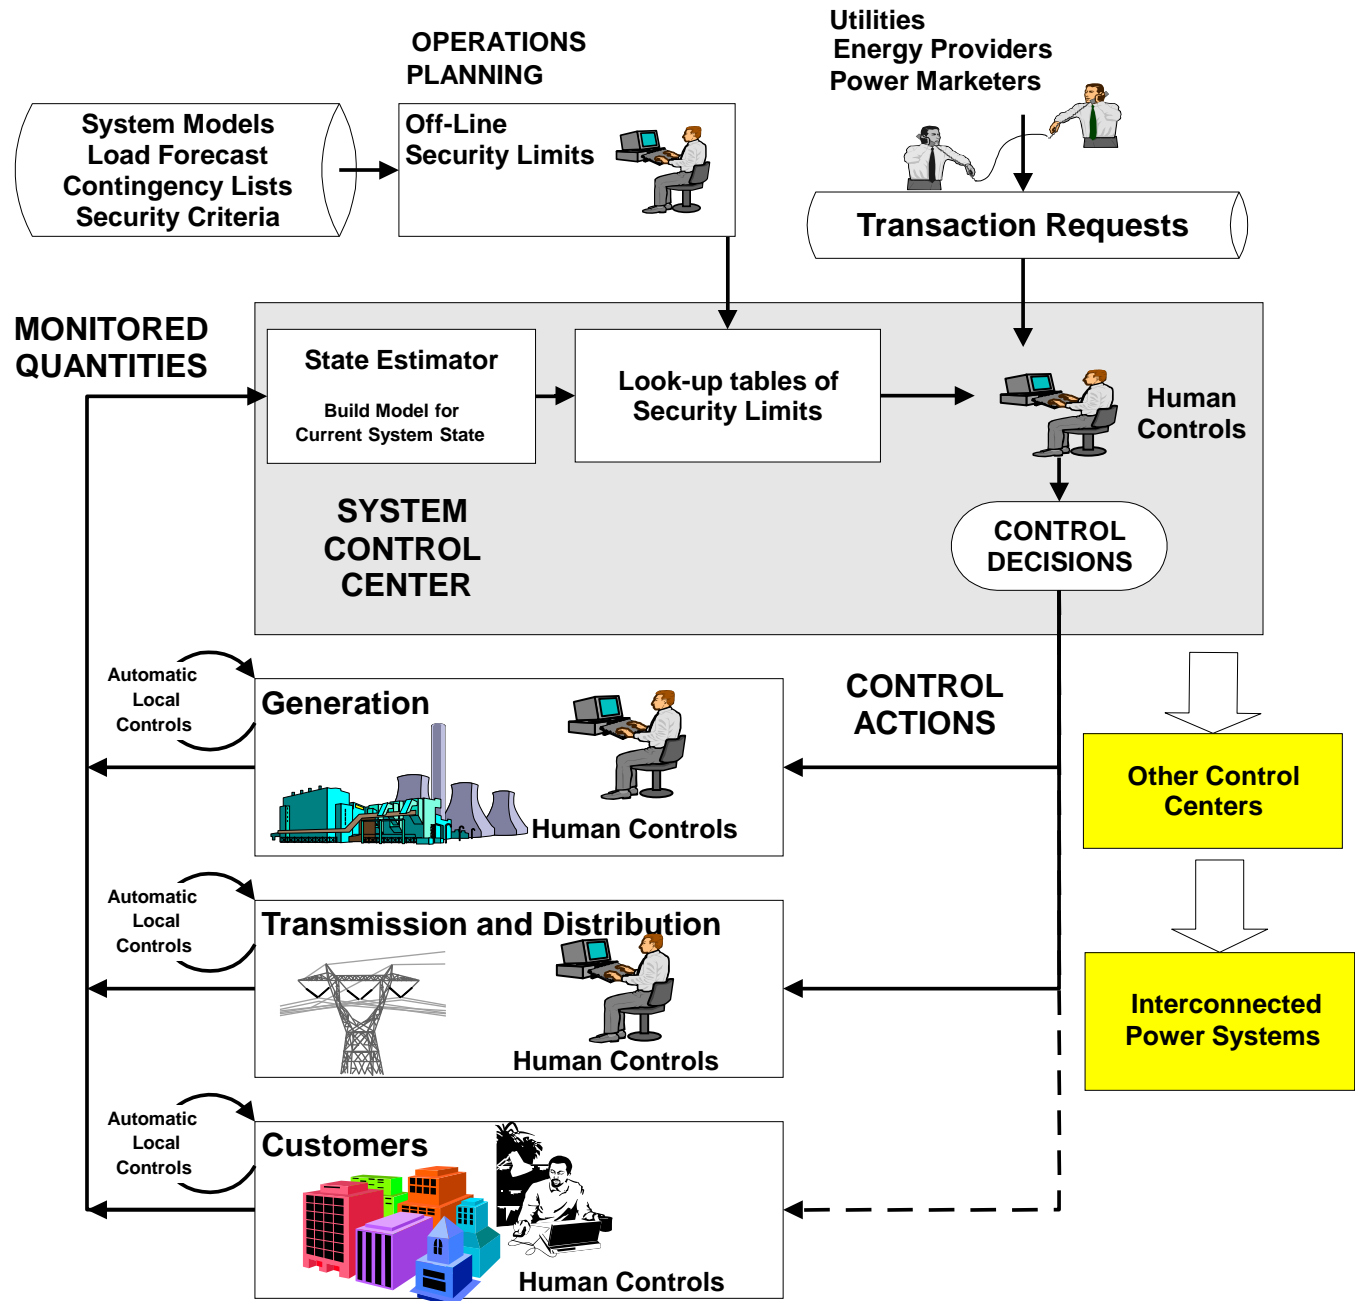 OPERATIONS
PLANNING
Utilities
Energy Providers
Power Marketers
System Models
Load Forecast
Contingency Lists
Security Criteria
Off-Line
Security Limits
Transaction Requests
MONITORED
QUANTITIES
State Estimator
Build Model for
Current System State
Look-up tables of
Security Limits
Human
Controls
SYSTEM
CONTROL
CENTER
CONTROL
DECISIONS
Automatic
Local
Controls
Generation
Human Controls
CONTROL
ACTIONS
Other Control
Centers
Automatic
Local
Controls
Transmission and Distribution
Human Controls
Interconnected
Power Systems
Automatic
Local
Controls
Customers
Human Controls